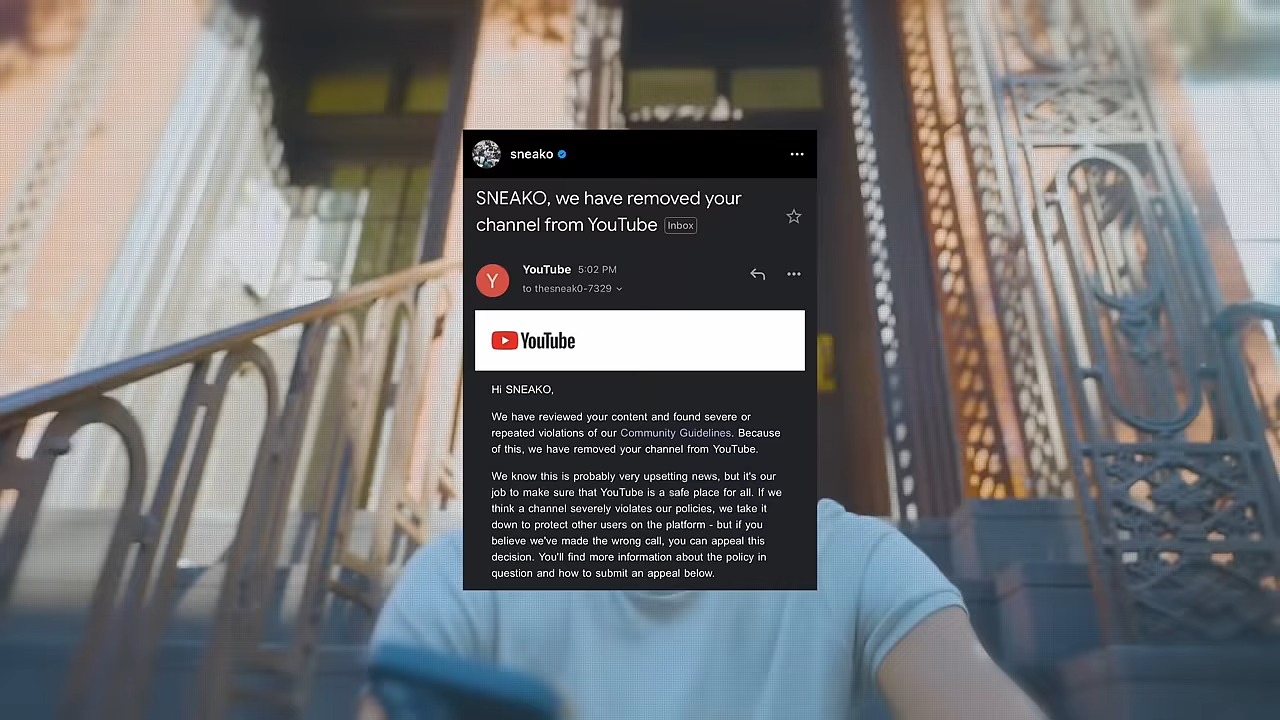 sneako
SNEAKO, we have removed your
channel from YouTube Inbox
YouTube 5:02 PM
to thesneak0-7329
Y
YouTube
Hi SNEAKO,
We have reviewed your content and found severe or
repeated violations of our Community Guidelines. Because
of this, we have removed your channel from YouTube.
We know this is probably very upsetting news, but it's our
job to make sure that YouTube is a safe place for all. If we
think a channel severely violates our policies, we take it
down to protect other users on the platform - but if you
believe we've made the wrong call, you can appeal this
decision. You'll find more information about the policy in
question and how to submit an appeal below.